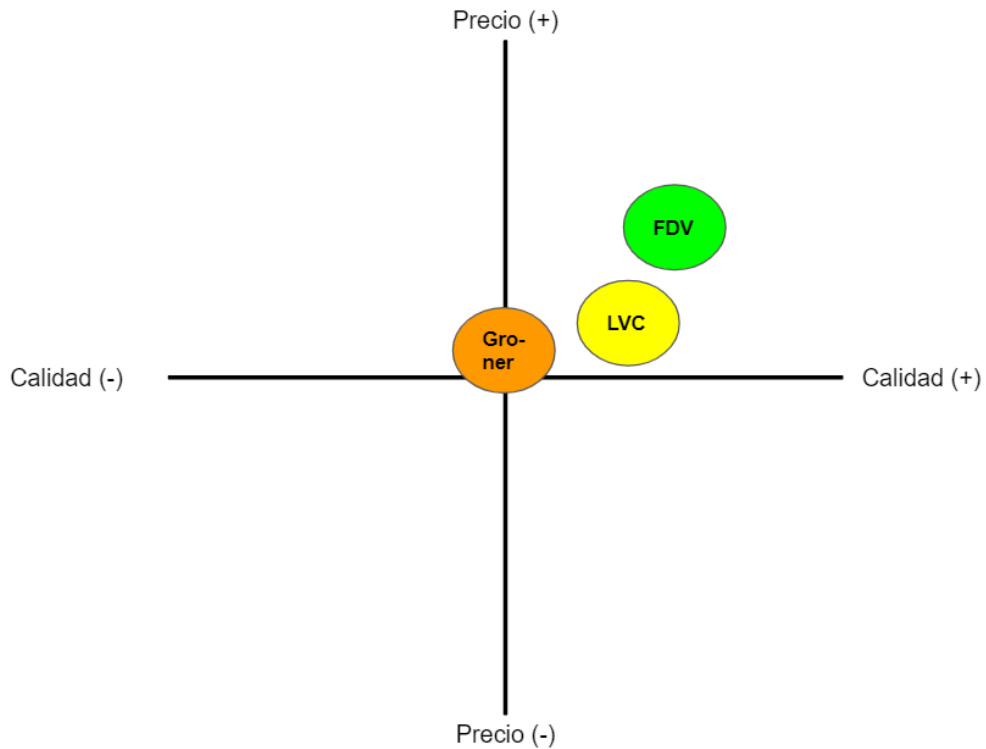 Precio (+)
FDV
LVC
Gro-
ner
Calidad (-)
Calidad (+)
Precio (-)